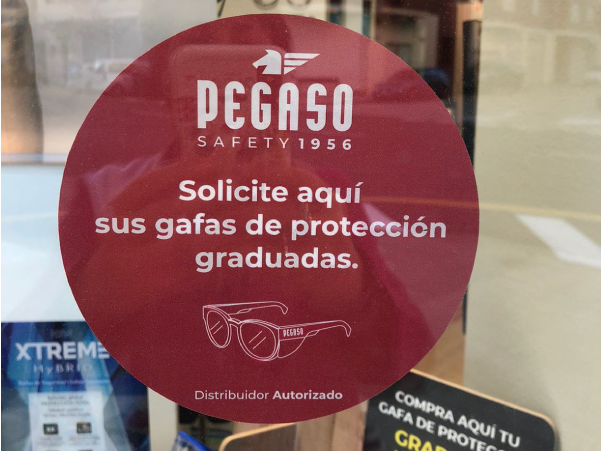 PEGASO
SAFETY 1956
Solicite aquí
sus gafas de protección
graduadas.
PEGASO
Distribuidor Autorizado
XTREME
HYBRID
COMPRA AQUÍ TU
GAFA DE PROTEC
GRAD